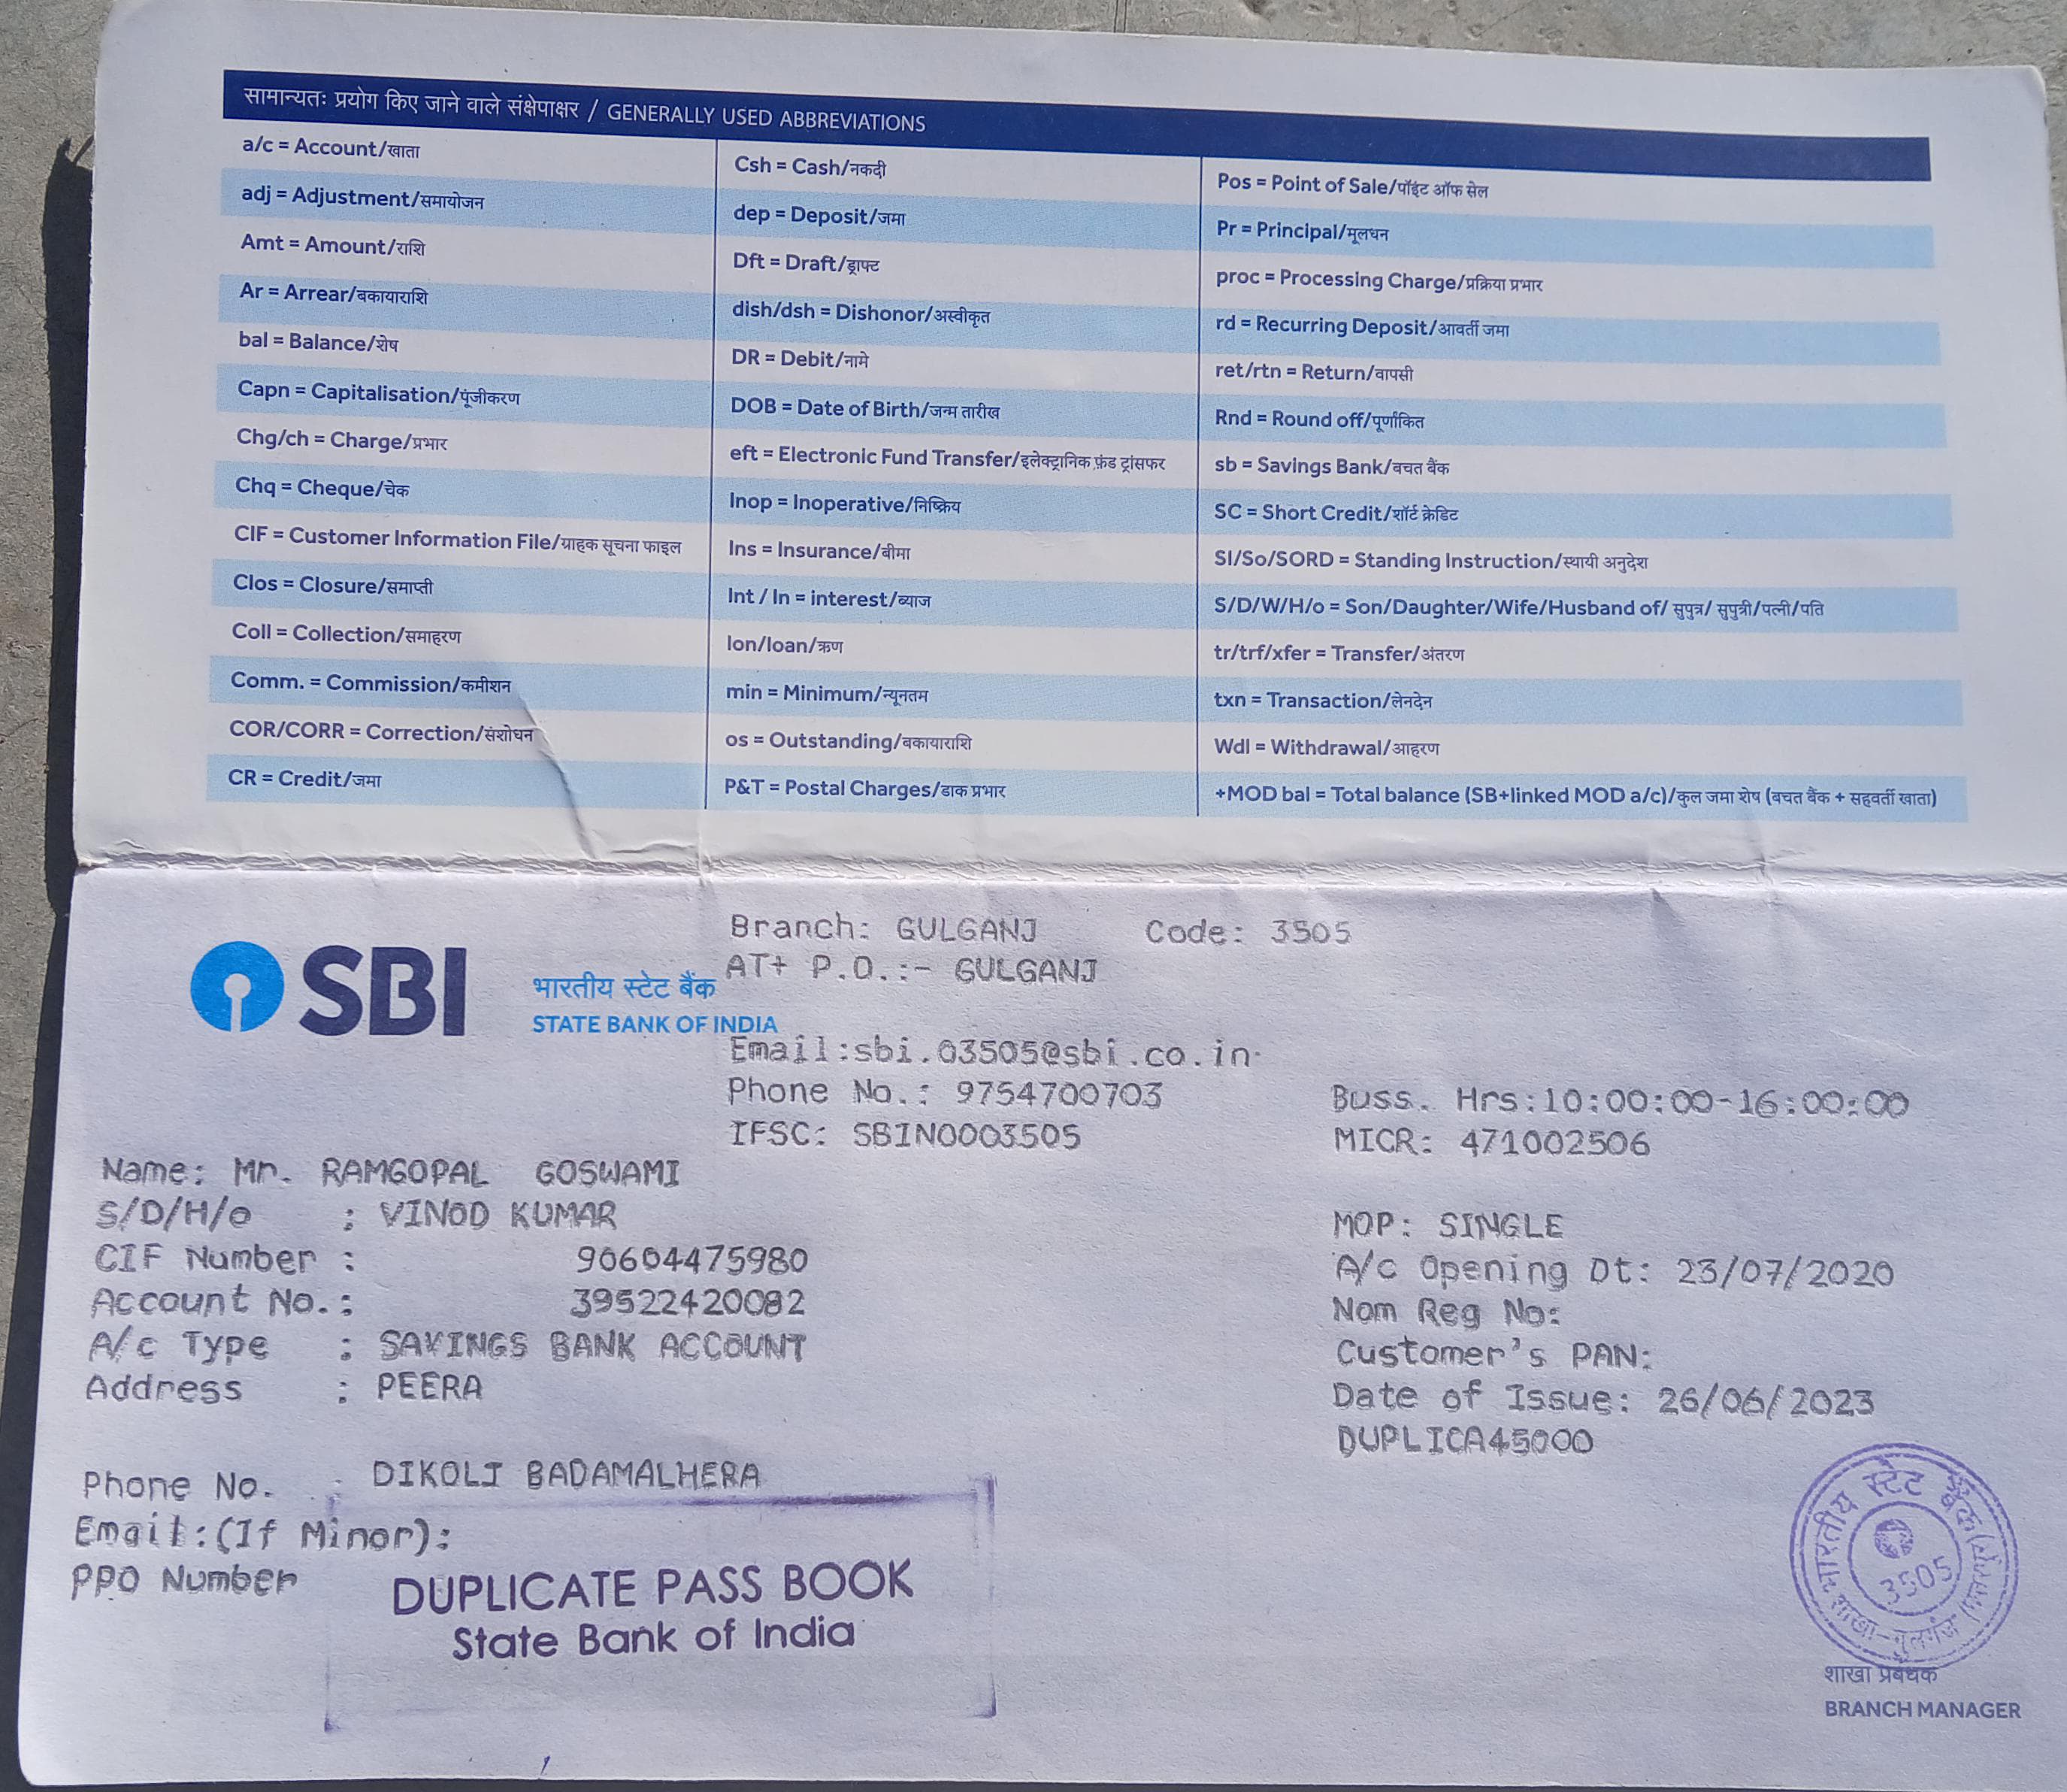 सामान्यतः प्रयोग किए जाने वाले संक्षेपाक्षर / GENERALLY USED ABBREVIATIONS
a/c = Account/खाता
adj = Adjustment/समायोजन
Amt = Amount/राशि
Ar = Arrear/बकायाराशि
bal = Balance/शेष
Capn = Capitalisation/पूंजीकरण
Chg/ch = Charge/प्रभार
Chq = Cheque/चेक
CIF = Customer Information File/ग्राहक सूचना फाइल
Clos = Closure/समाप्ती
Coll = Collection/समाहरण
Comm. = Commission/कमीशन
COR/CORR = Correction/संशोधन
CR = Credit/जमा
Csh = Cash/नकदी
dep = Deposit/जमा
Dft = Draft/ड्राफ्ट
dish/dsh = Dishonor/अस्वीकृत
DR = Debit/नामे
DOB = Date of Birth/जन्म तारीख
eft = Electronic Fund Transfer/इलेक्ट्रानिक फ़ंड ट्रांसफर
Inop = Inoperative/निष्क्रिय
Ins = Insurance/बीमा
Int / In = interest/ब्याज
lon/loan/ऋण
min = Minimum/न्यूनतम
os = Outstanding/बकायाराशि
P&T = Postal Charges/डाक प्रभार
Pos = Point of Sale/पॉइंट ऑफ सेल
Pr = Principal/मूलधन
proc = Processing Charge/प्रक्रिया प्रभार
rd = Recurring Deposit/आवर्ती जमा
ret/rtn = Return/वापसी
Rnd = Round off/पूर्णांकित
sb = Savings Bank/बचत बैंक
SC = Short Credit/शॉर्ट क्रेडिट
SI/So/SORD = Standing Instruction/स्थायी अनुदेश
S/D/W/H/o = Son/Daughter/Wife/Husband of/ सुपुत्र/ सुपुत्री/पत्नी/पति
tr/trf/xfer = Transfer/अंतरण
txn = Transaction/लेनदेन
Wdl = Withdrawal/आहरण
+MOD bal = Total balance (SB+linked MOD a/c)/कुल जमा शेष (बचत बैंक + सहवर्ती खाता)
SBI
भारतीय स्टेट बैंक
STATE BANK OF INDIA
Branch: GULGANJ Code: 3505
AT+ P.O.:- GULGANJ
Email:sbi.03505@sbi.co.in
Phone No.: 9754700703
IFSC: SBIN0003505
Buss. Hrs:10:00:00-16:00:00
MICR: 471002506
Name: Mr. RAMGOPAL GOSWAMI
S/D/H/o : VINOD KUMAR
CIF Number : 90604475980
Account No.: 39522420082
A/c Type : SAVINGS BANK ACCOUNT
Address : PEERA
DIKOLI BADAMALHERA
Phone No. :
Email:(If Minor):
PPO Number
MOP: SINGLE
A/c Opening Dt: 23/07/2020
Nom Reg No:
Customer's PAN:
Date of Issue: 26/06/2023
DUPLICA45000
DUPLICATE PASS BOOK
State Bank of India
भारतीय स्टेट बैंक
3505
शाखा-गुलगंज
शाखा प्रबंधक
BRANCH MANAGER